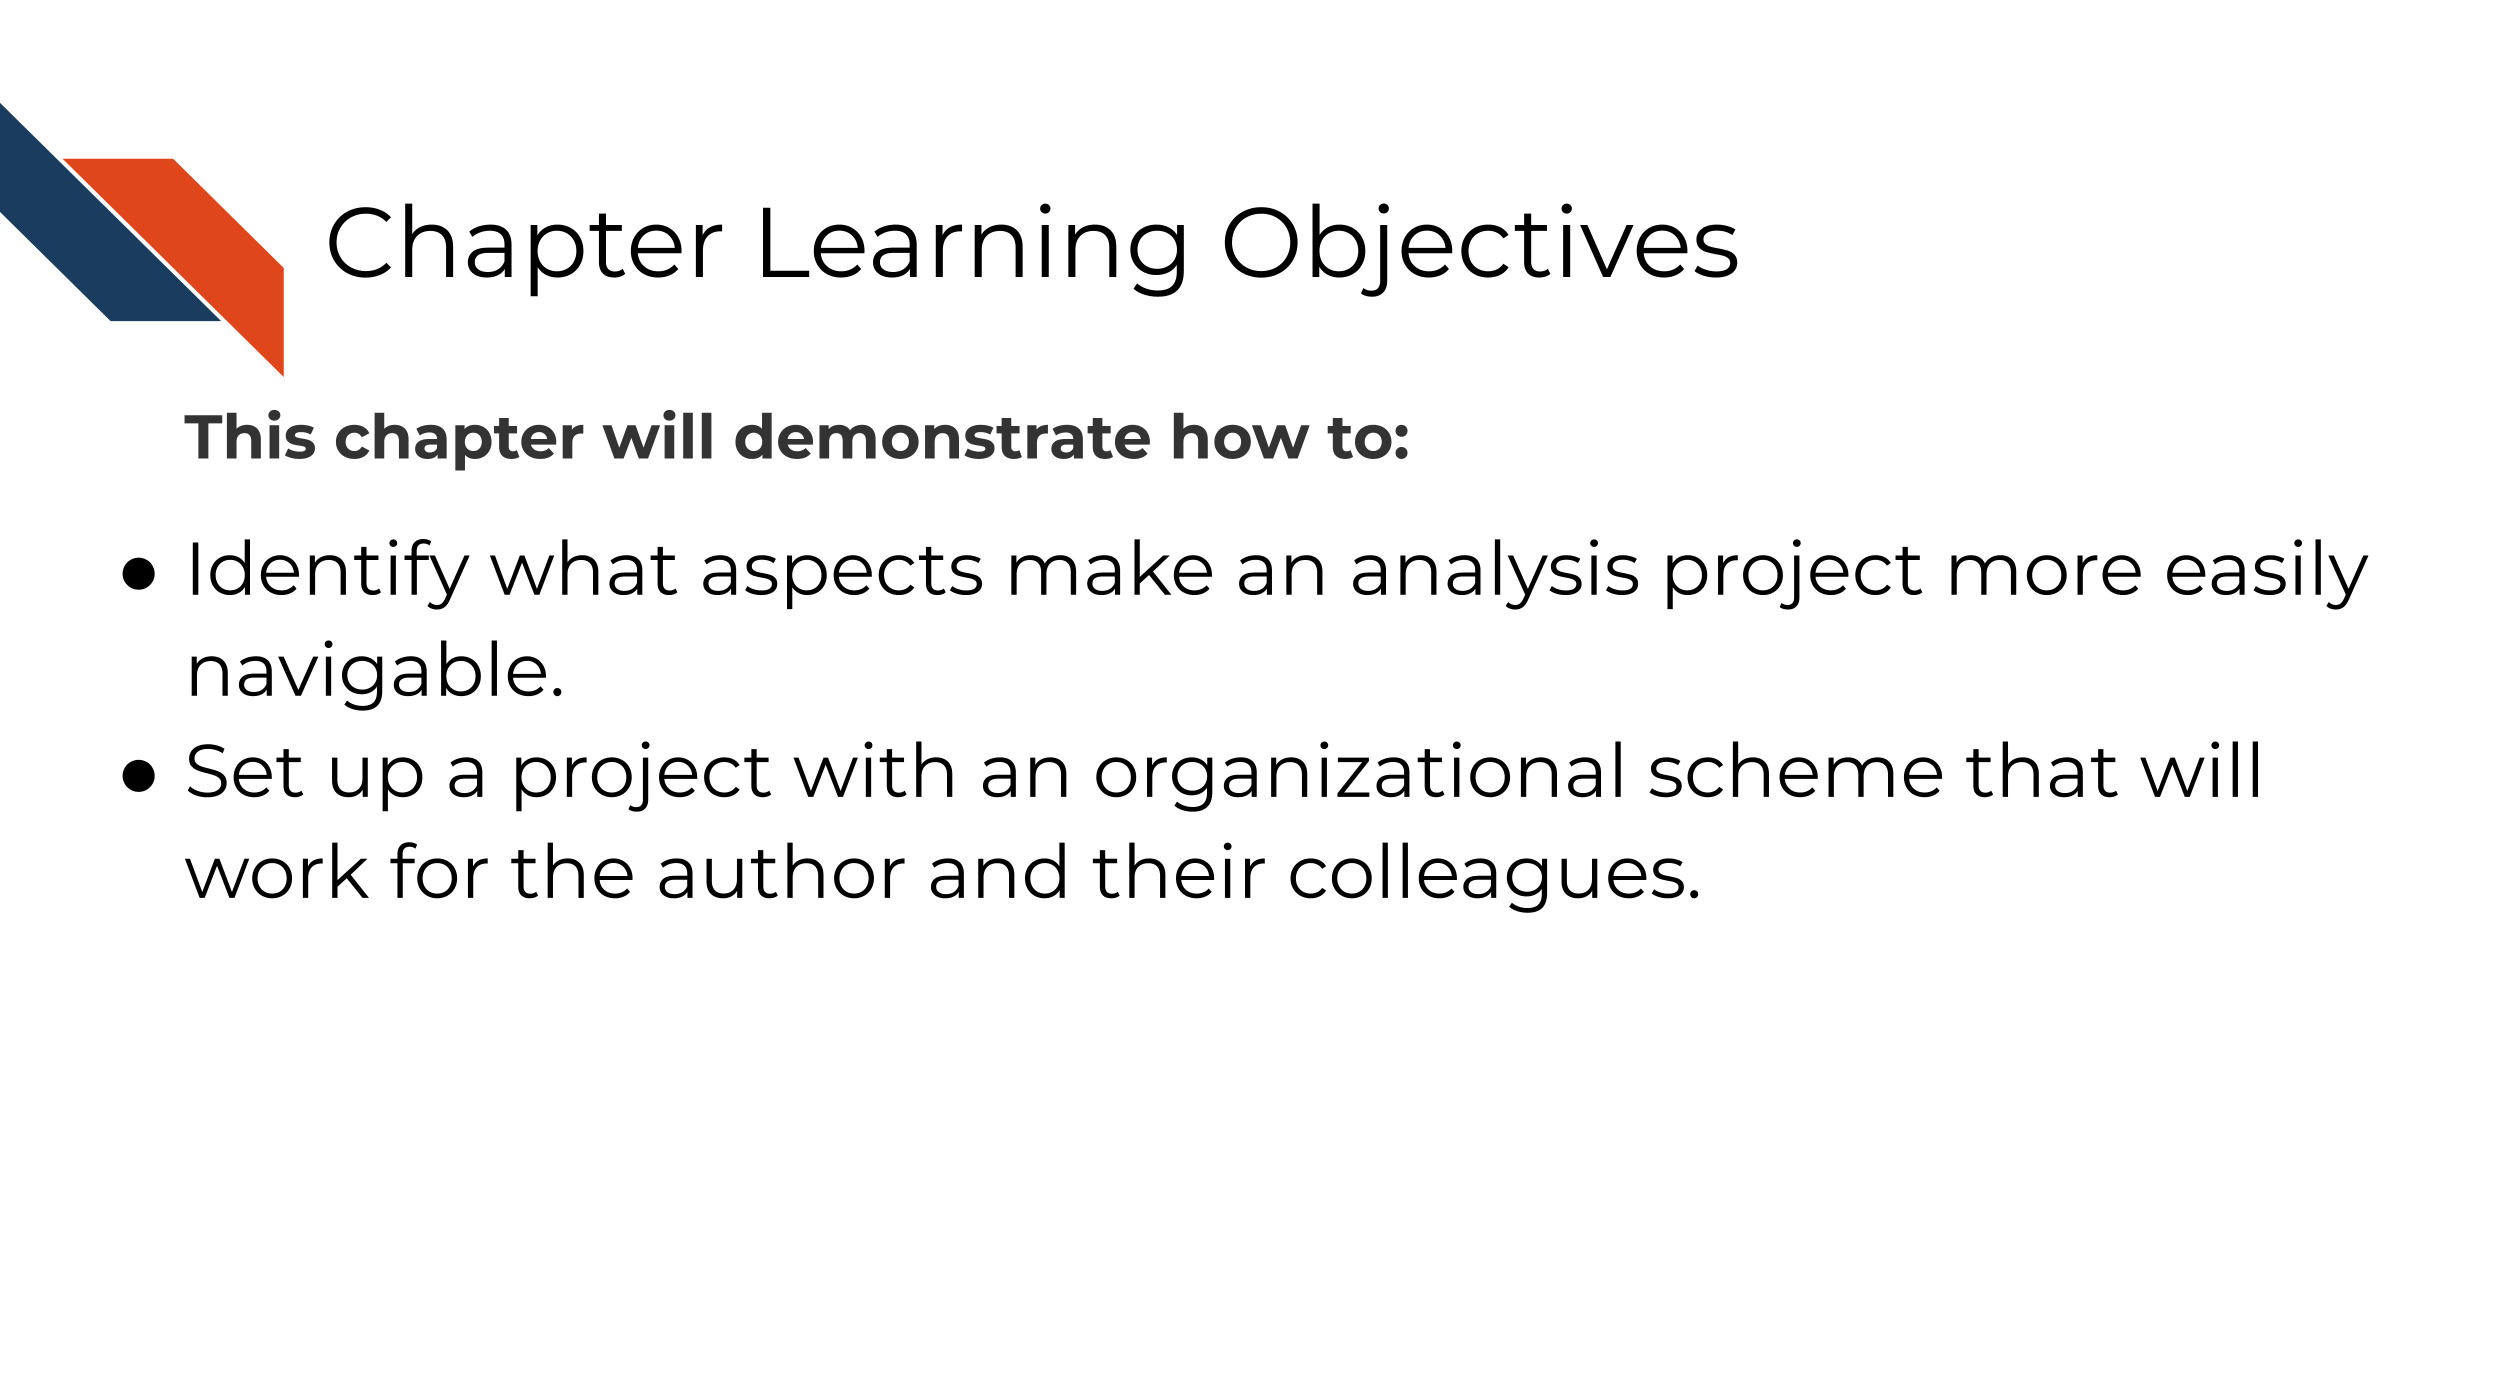 Chapter Learning Objectives
This chapter will demonstrate how to:
● Identify what aspects make an analysis project more easily
navigable.
● Set up a project with an organizational scheme that will
work for the author and their colleagues.